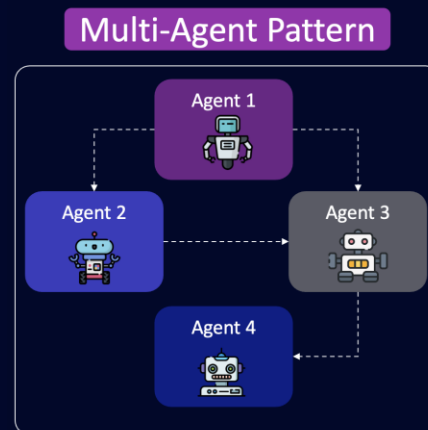 Multi-Agent Pattern
Agent 1
Agent 2
Agent 3
Agent 4